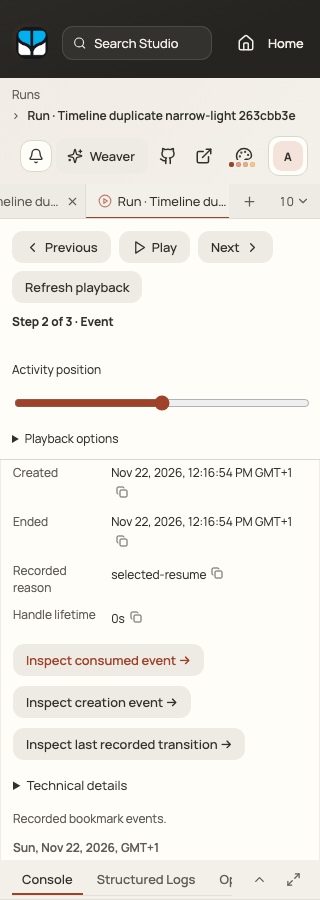 Search Studio
Home
Runs
› Run · Timeline duplicate narrow-light 263cbb3e
Weaver
A
neline du... ×
Run · Timeline du...
+
10
Previous
Play
Next
Refresh playback
Step 2 of 3 · Event
Activity position
Playback options
Created Nov 22, 2026, 12:16:54 PM GMT+1
Ended Nov 22, 2026, 12:16:54 PM GMT+1
Recorded
reason
selected-resume
Handle lifetime 0s
Inspect consumed event →
Inspect creation event →
Inspect last recorded transition →
Technical details
Recorded bookmark events.
Sun, Nov 22, 2026, GMT+1
Console Structured Logs